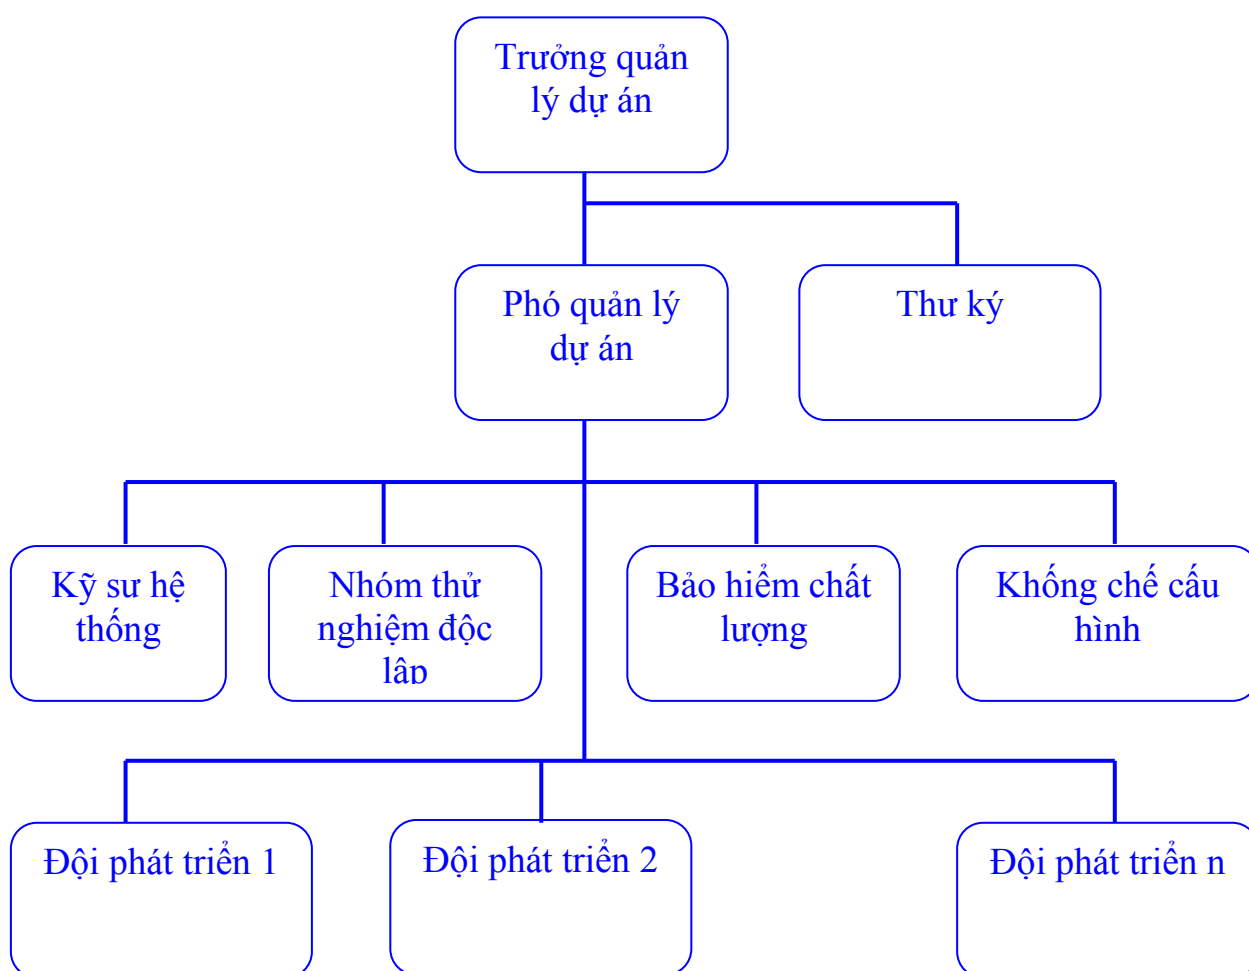 Trưởng quản
lý dự án
Phó quản lý
dự án
Thư ký
Kỹ sư hệ
thống
Nhóm thử
nghiệm độc
lập
Bảo hiểm chất
lượng
Khống chế cấu
hình
Đội phát triển 1
Đội phát triển 2
Đội phát triển n